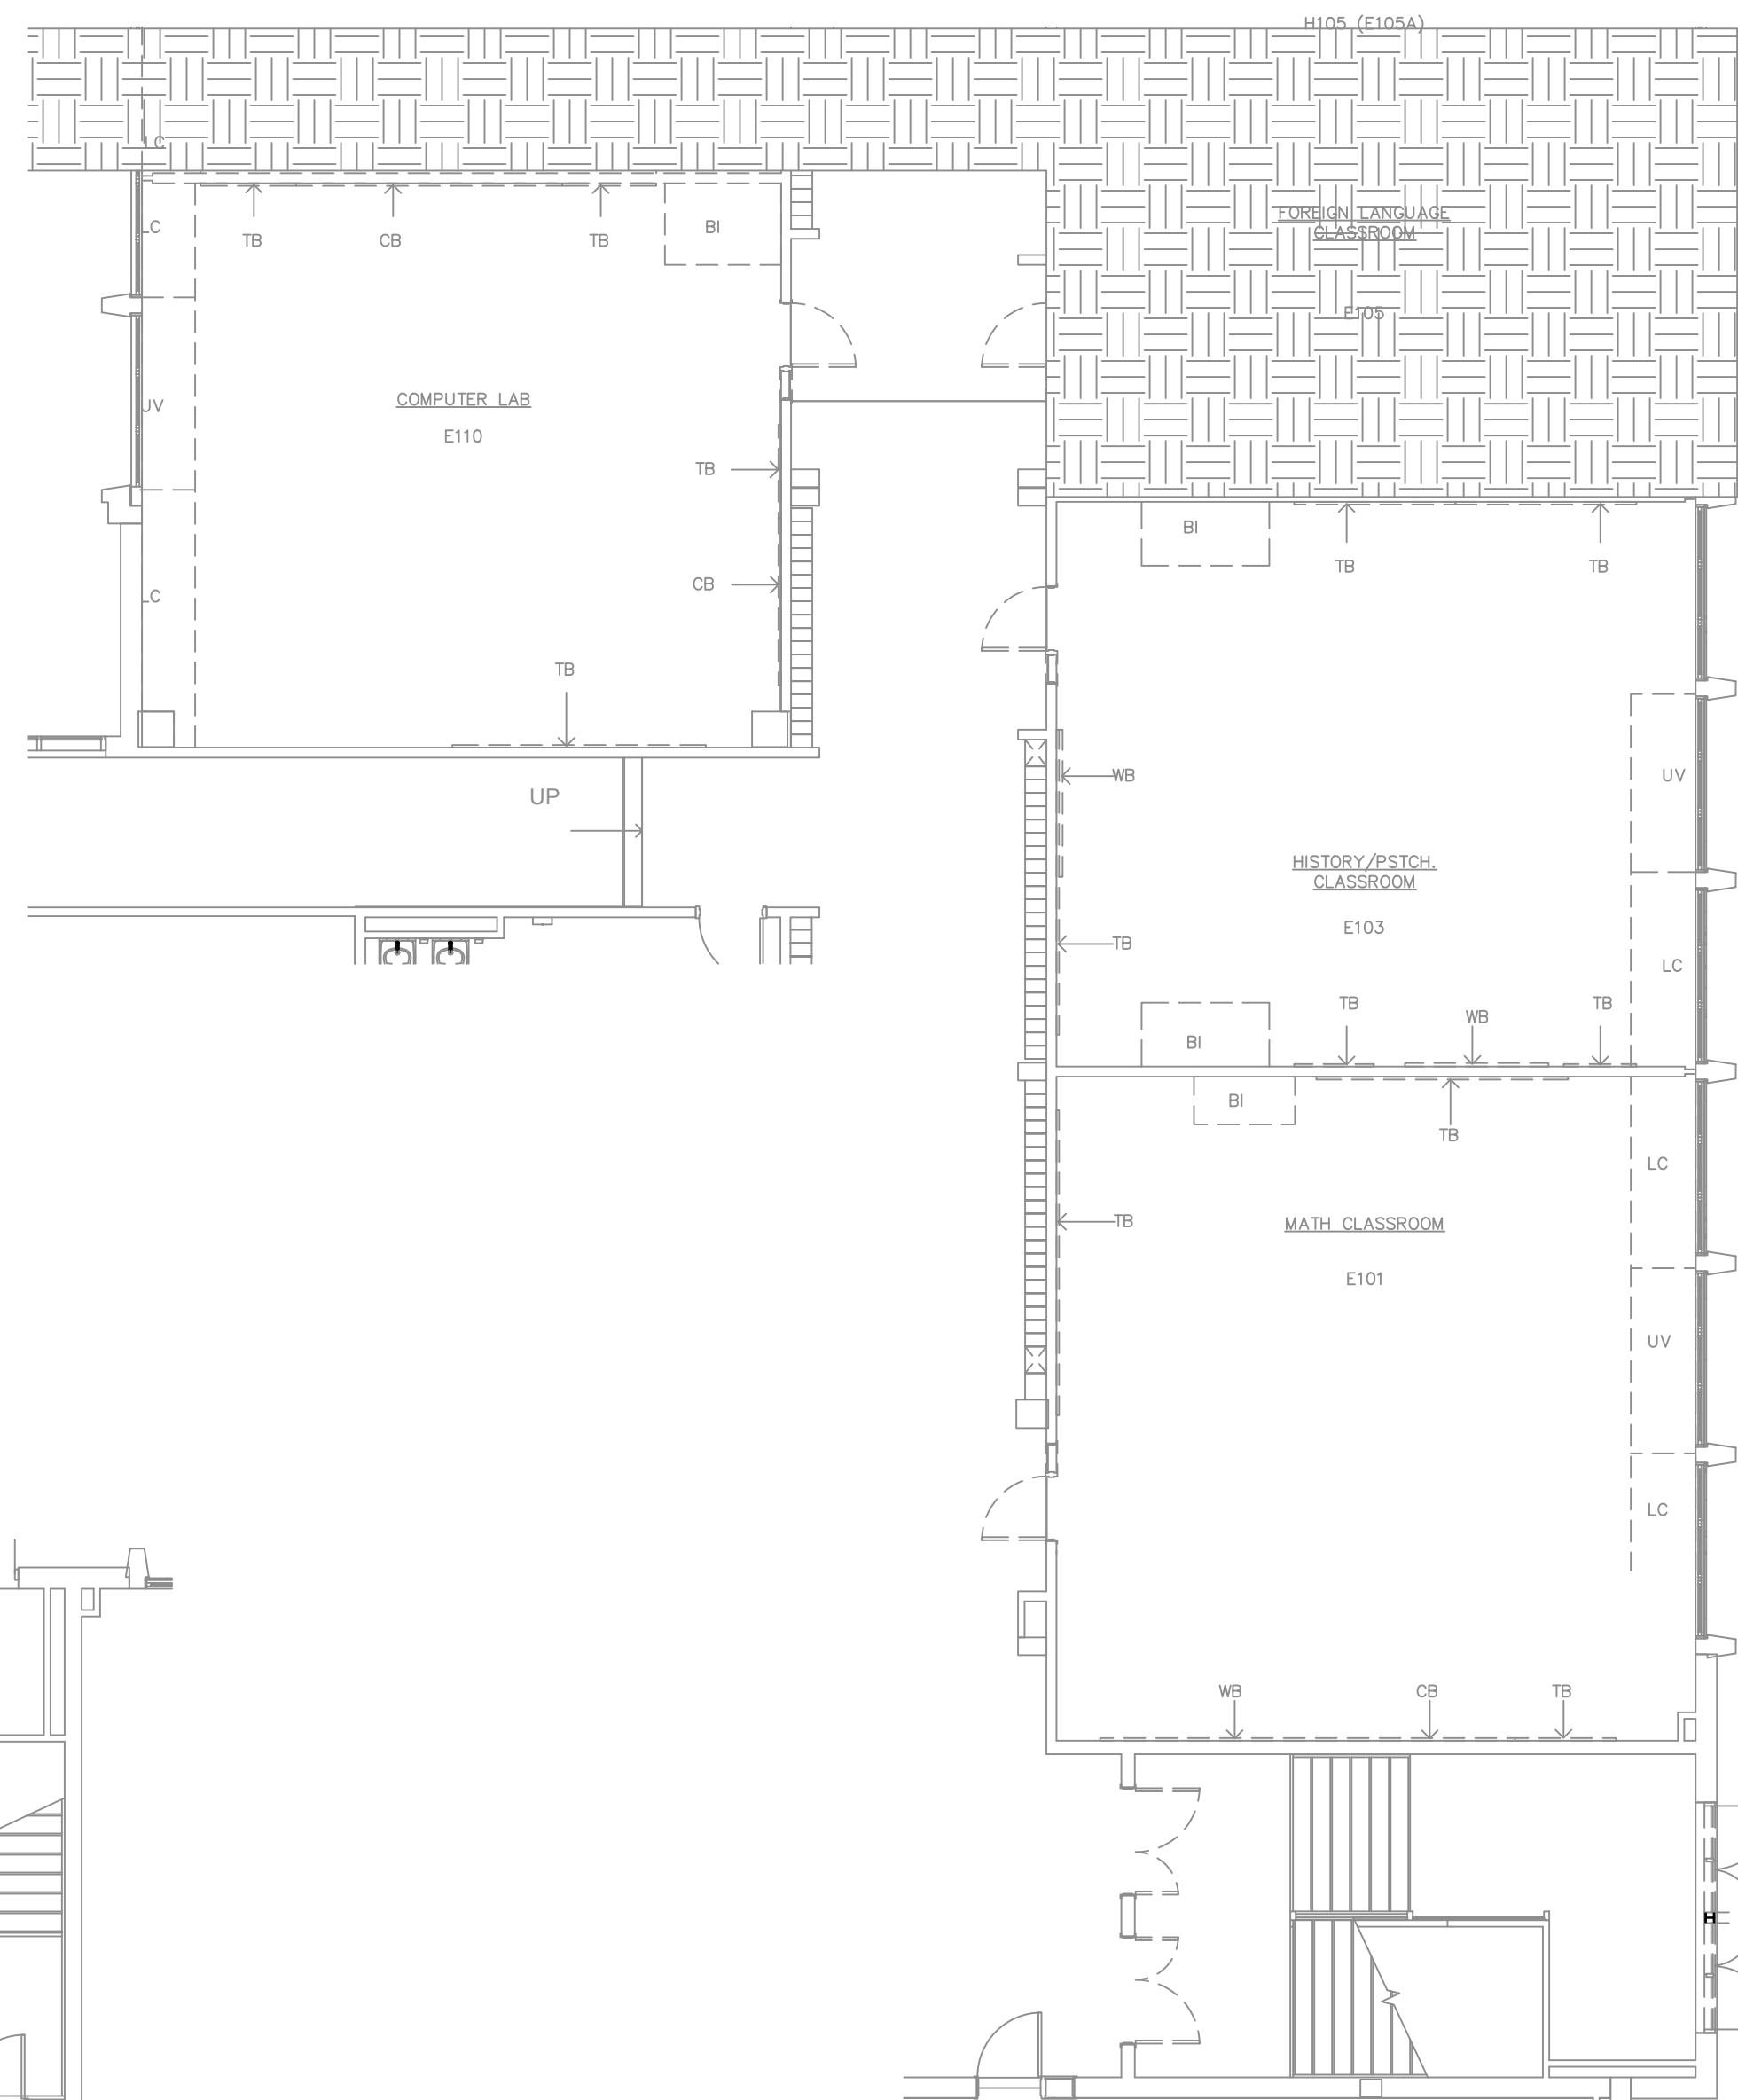 H105 (E105A)
LC
LC
TB
CB
TB
BI
FOREIGN LANGUAGE
CLASSROOM
E105
UV
COMPUTER LAB
E110
TB
BI
TB
TB
LC
CB
TB
UP
WB
UV
HISTORY/PSTCH.
CLASSROOM
E103
TB
LC
TB
WB
TB
BI
BI
TB
LC
TB
MATH CLASSROOM
E101
UV
LC
WB
CB
TB